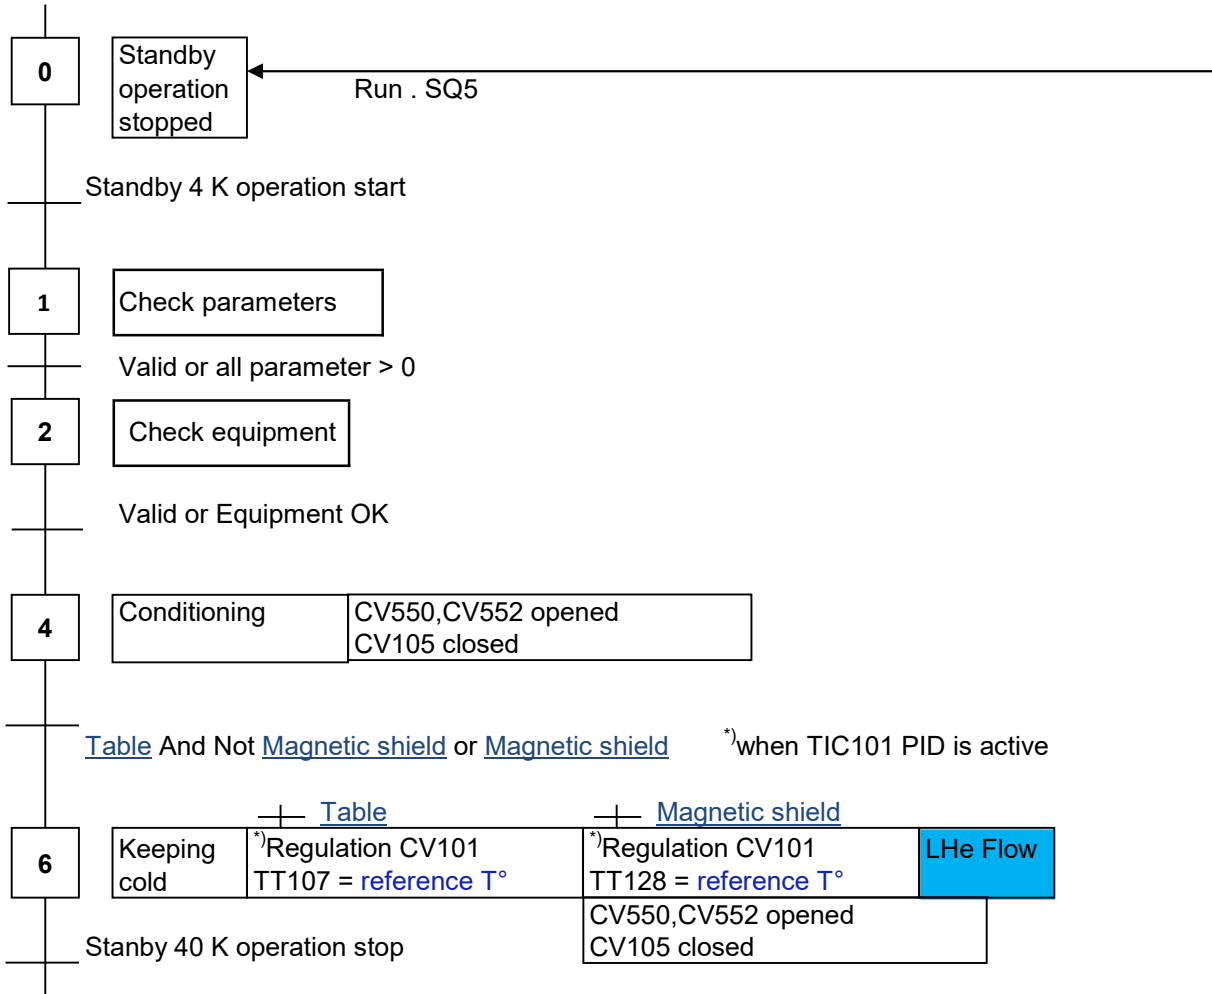 0
Standby
operation
stopped
Run . SQ5
Standby 4 K operation start
1
Check parameters
Valid or all parameter > 0
2
Check equipment
Valid or Equipment OK
4
Conditioning
CV550,CV552 opened
CV105 closed
Table And Not Magnetic shield or Magnetic shield
*)when TIC101 PID is active
Table
Magnetic shield
6
Keeping
cold
*)Regulation CV101
TT107 = reference T°
*)Regulation CV101
TT128 = reference T°
LHe Flow
CV550,CV552 opened
CV105 closed
Stanby 40 K operation stop